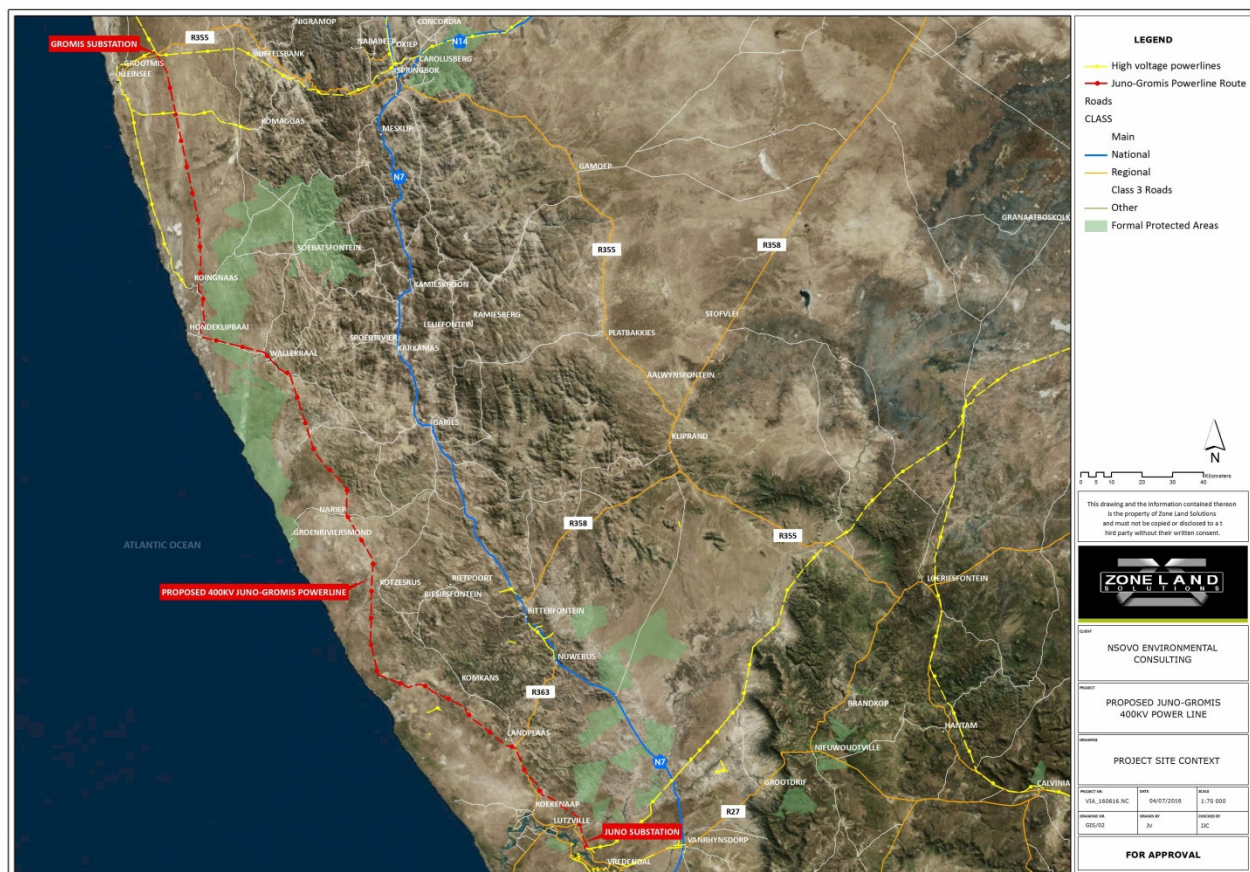 NIGRAMOP
CONCORDIA
GROMIS SUBSTATION
R355
NABABEEP
OKIEP
N14
BUFFELSBANK
CAROLUSBERG
GROOTMIS
SPRINGBOK
KLEINSEE
KOMAGGAS
MESKLIP
GAMOEP
N7
GRANAATBOSKOLK
SOEBATSFONTEIN
R355
R358
KOINGNAAS
KAMIESKROON
KAMIESBERG
STOFVLEI
HONDEKLIPBAAI
LELIEFONTEIN
PLATBAKKIES
SPOEGRIVIER
KARKAMAS
WALLEKRAAL
AALWYNSFONTEIN
GARIES
KLIPRAND
NARIEP
R358
GROENRIVIERSMOND
R355
ATLANTIC OCEAN
KOTZESRUS
RIETPOORT
LOERIESFONTEIN
PROPOSED 400KV JUNO-GROMIS POWERLINE
BIESIESFONTEIN
BITTERFONTEIN
NUWERUS
KOMKANS
R363
BRANDKOP
LANDPLAAS
HANTAM
NIEUWOUDTVILLE
N7
GROOTDRIF
CALVINIA
KOEKENAAP
LUTZVILLE
R27
JUNO SUBSTATION
VANRHYNSDORP
VREDENDAL
LEGEND
High voltage powerlines
Juno-Gromis Powerline Route
Roads
CLASS
Main
National
Regional
Class 3 Roads
Other
Formal Protected Areas
N
Kilometers
0 5 10 20 30 40
This drawing and the information contained thereon
is the property of Zone Land Solutions
and must not be copied or disclosed to a t
hird party without their written consent.
ZONE LAND
SOLUTIONS
CLIENT
NSOVO ENVIRONMENTAL
CONSULTING
PROJECT
PROPOSED JUNO-GROMIS
400KV POWER LINE
DRAWING
PROJECT SITE CONTEXT
PROJECT NR.
DATE
SCALE
VIA_160616.NC
04/07/2016
1:70 000
DRAWING NR.
DRAWN BY
CHECKED BY
GIS/02
JV
JJC
FOR APPROVAL